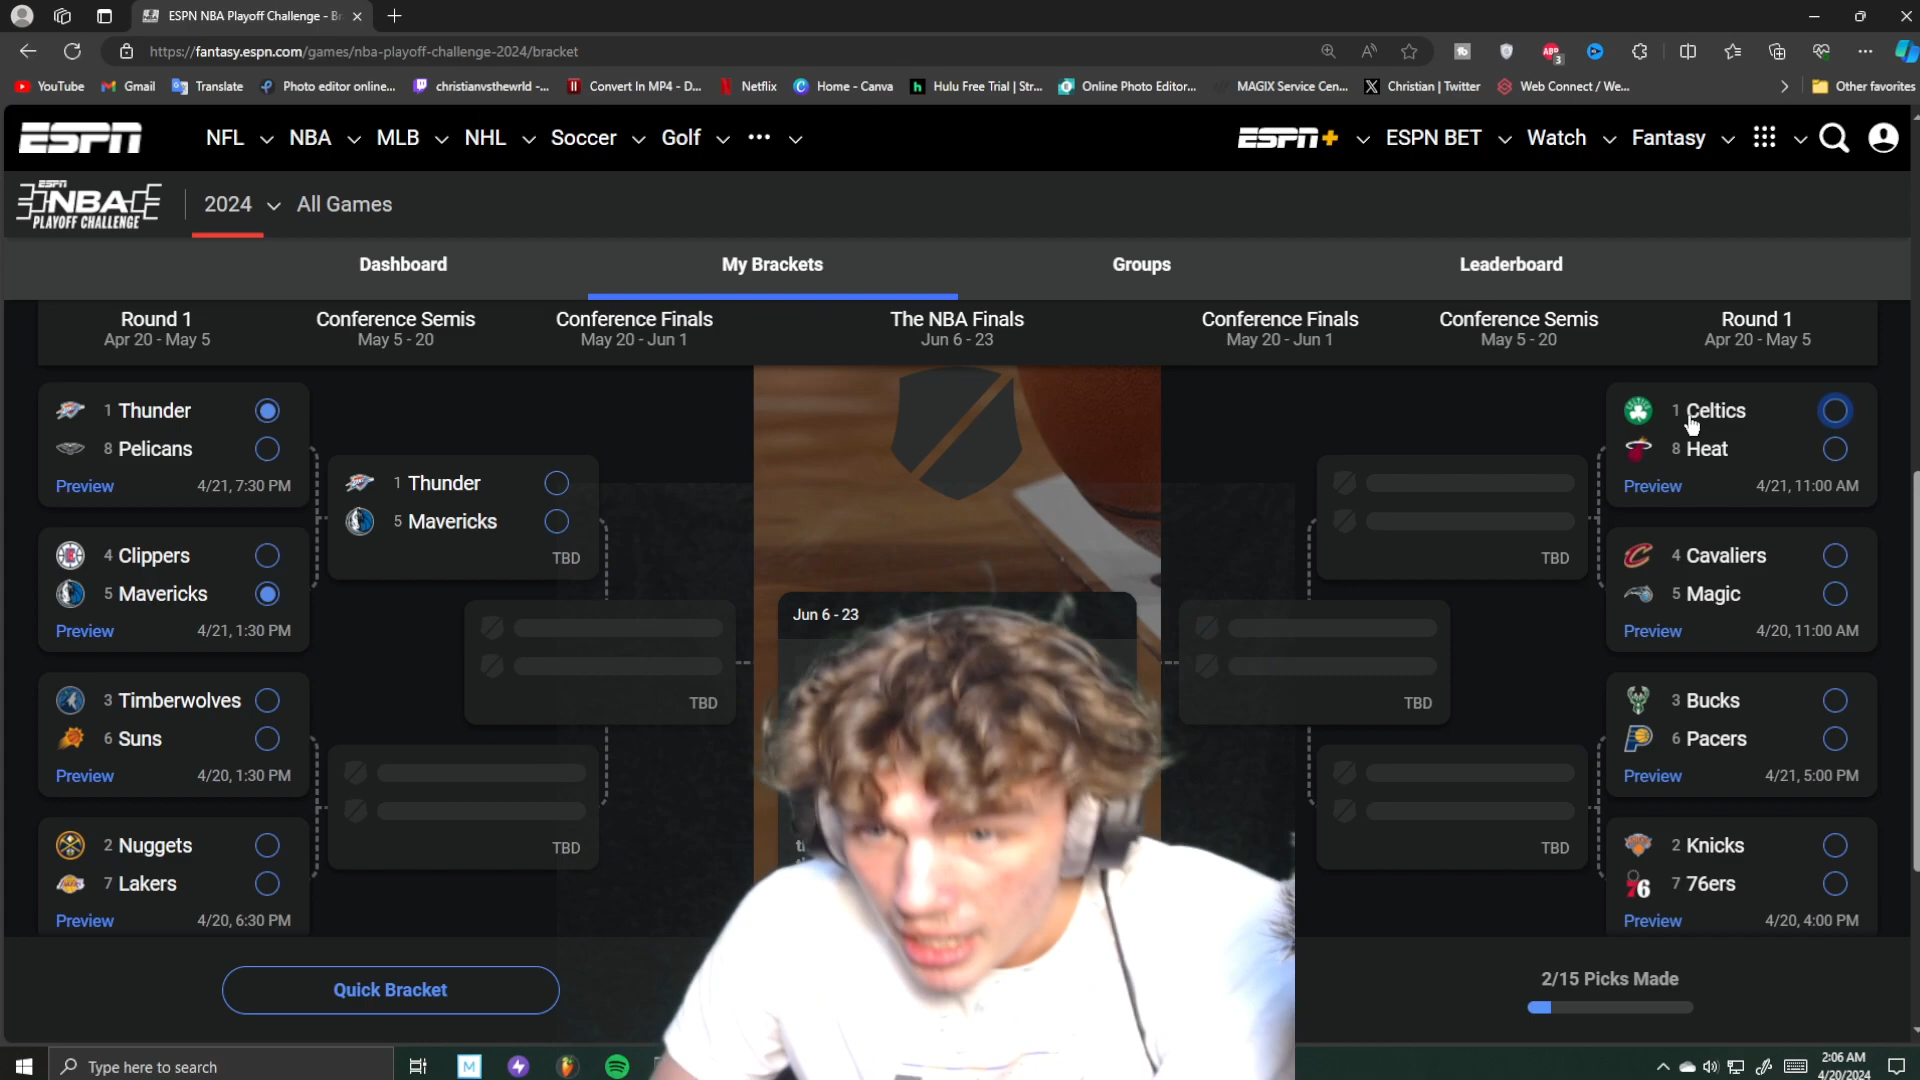 ESPN NBA Playoff Challenge - Br
https://fantasy.espn.com/games/nba-playoff-challenge-2024/bracket
YouTube Gmail Translate Photo editor online... christianvsthewrld -... Convert In MP4 - D... Netflix Home - Canva Hulu Free Trial | Str... Online Photo Editor... MAGIX Service Cen... Christian | Twitter Web Connect / We... Other favorites
ESPN NFL NBA MLB NHL Soccer Golf ESPN+ ESPN BET Watch Fantasy
ESPN NBA PLAYOFF CHALLENGE 2024 All Games
Dashboard My Brackets Groups Leaderboard
Round 1 Conference Semis Conference Finals The NBA Finals Conference Finals Conference Semis Round 1
Apr 20 - May 5 May 5 - 20 May 20 - Jun 1 Jun 6 - 23 May 20 - Jun 1 May 5 - 20 Apr 20 - May 5
1 Thunder
8 Pelicans
Preview 4/21, 7:30 PM
4 Clippers
5 Mavericks
Preview 4/21, 1:30 PM
3 Timberwolves
6 Suns
Preview 4/20, 1:30 PM
2 Nuggets
7 Lakers
Preview 4/20, 6:30 PM
1 Thunder
5 Mavericks
TBD
TBD
TBD
Jun 6 - 23
TBD
TBD
TBD
1 Celtics
8 Heat
Preview 4/21, 11:00 AM
4 Cavaliers
5 Magic
Preview 4/20, 11:00 AM
3 Bucks
6 Pacers
Preview 4/21, 5:00 PM
2 Knicks
7 76ers
Preview 4/20, 4:00 PM
Quick Bracket
2/15 Picks Made
Type here to search
2:06 AM
4/20/2024